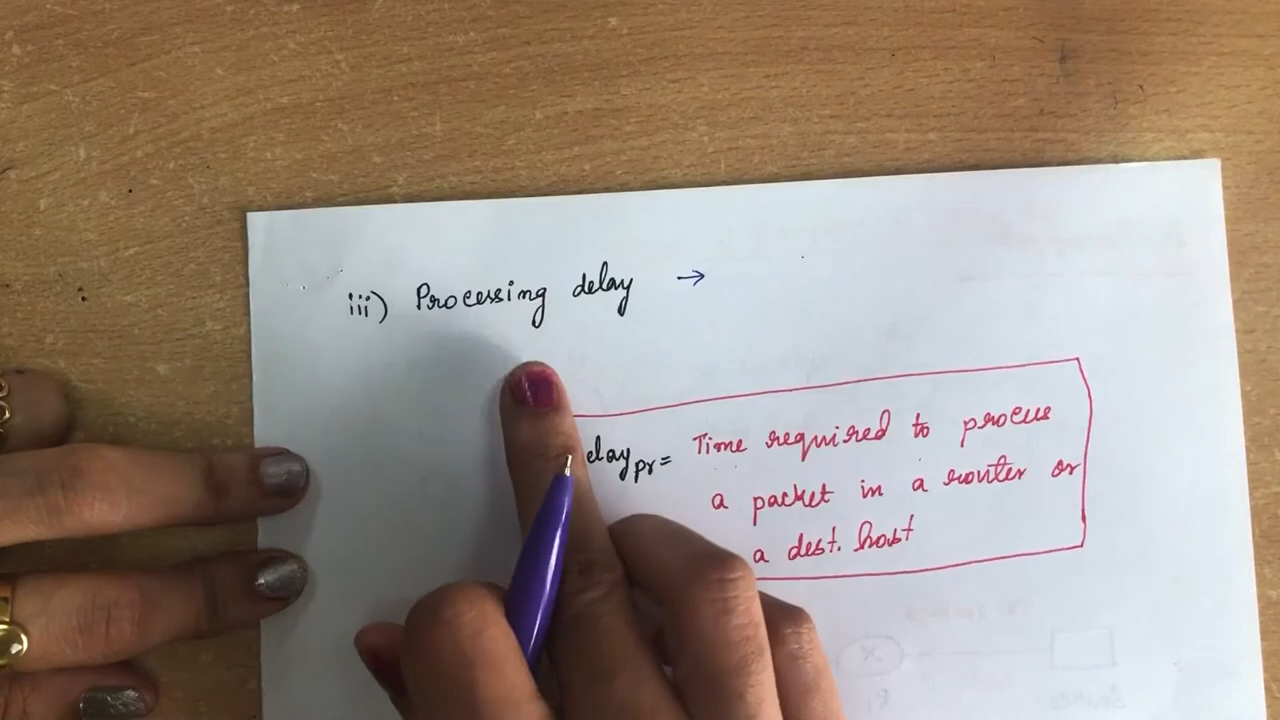 iii) Processing delay →
elay pr = Time required to process
a packet in a router or
a dest. host